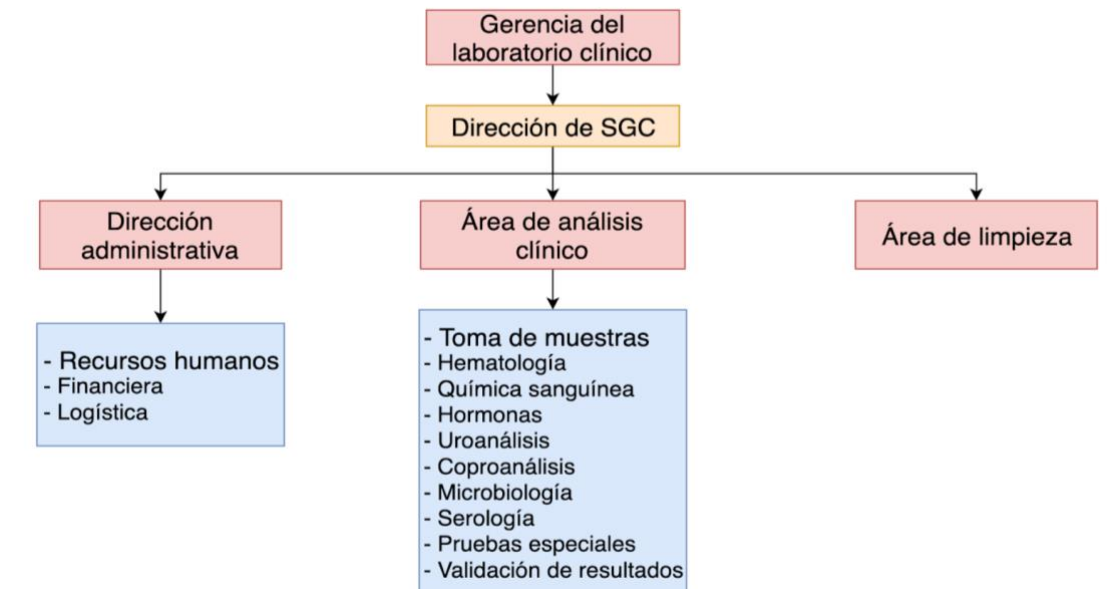 Gerencia del
laboratorio clínico
Dirección de SGC
Dirección
administrativa
Área de análisis
clínico
Área de limpieza
- Recursos humanos
- Financiera
- Logística
- Toma de muestras
- Hematología
- Química sanguínea
- Hormonas
- Uroanálisis
- Coproanálisis
- Microbiología
- Serología
- Pruebas especiales
- Validación de resultados